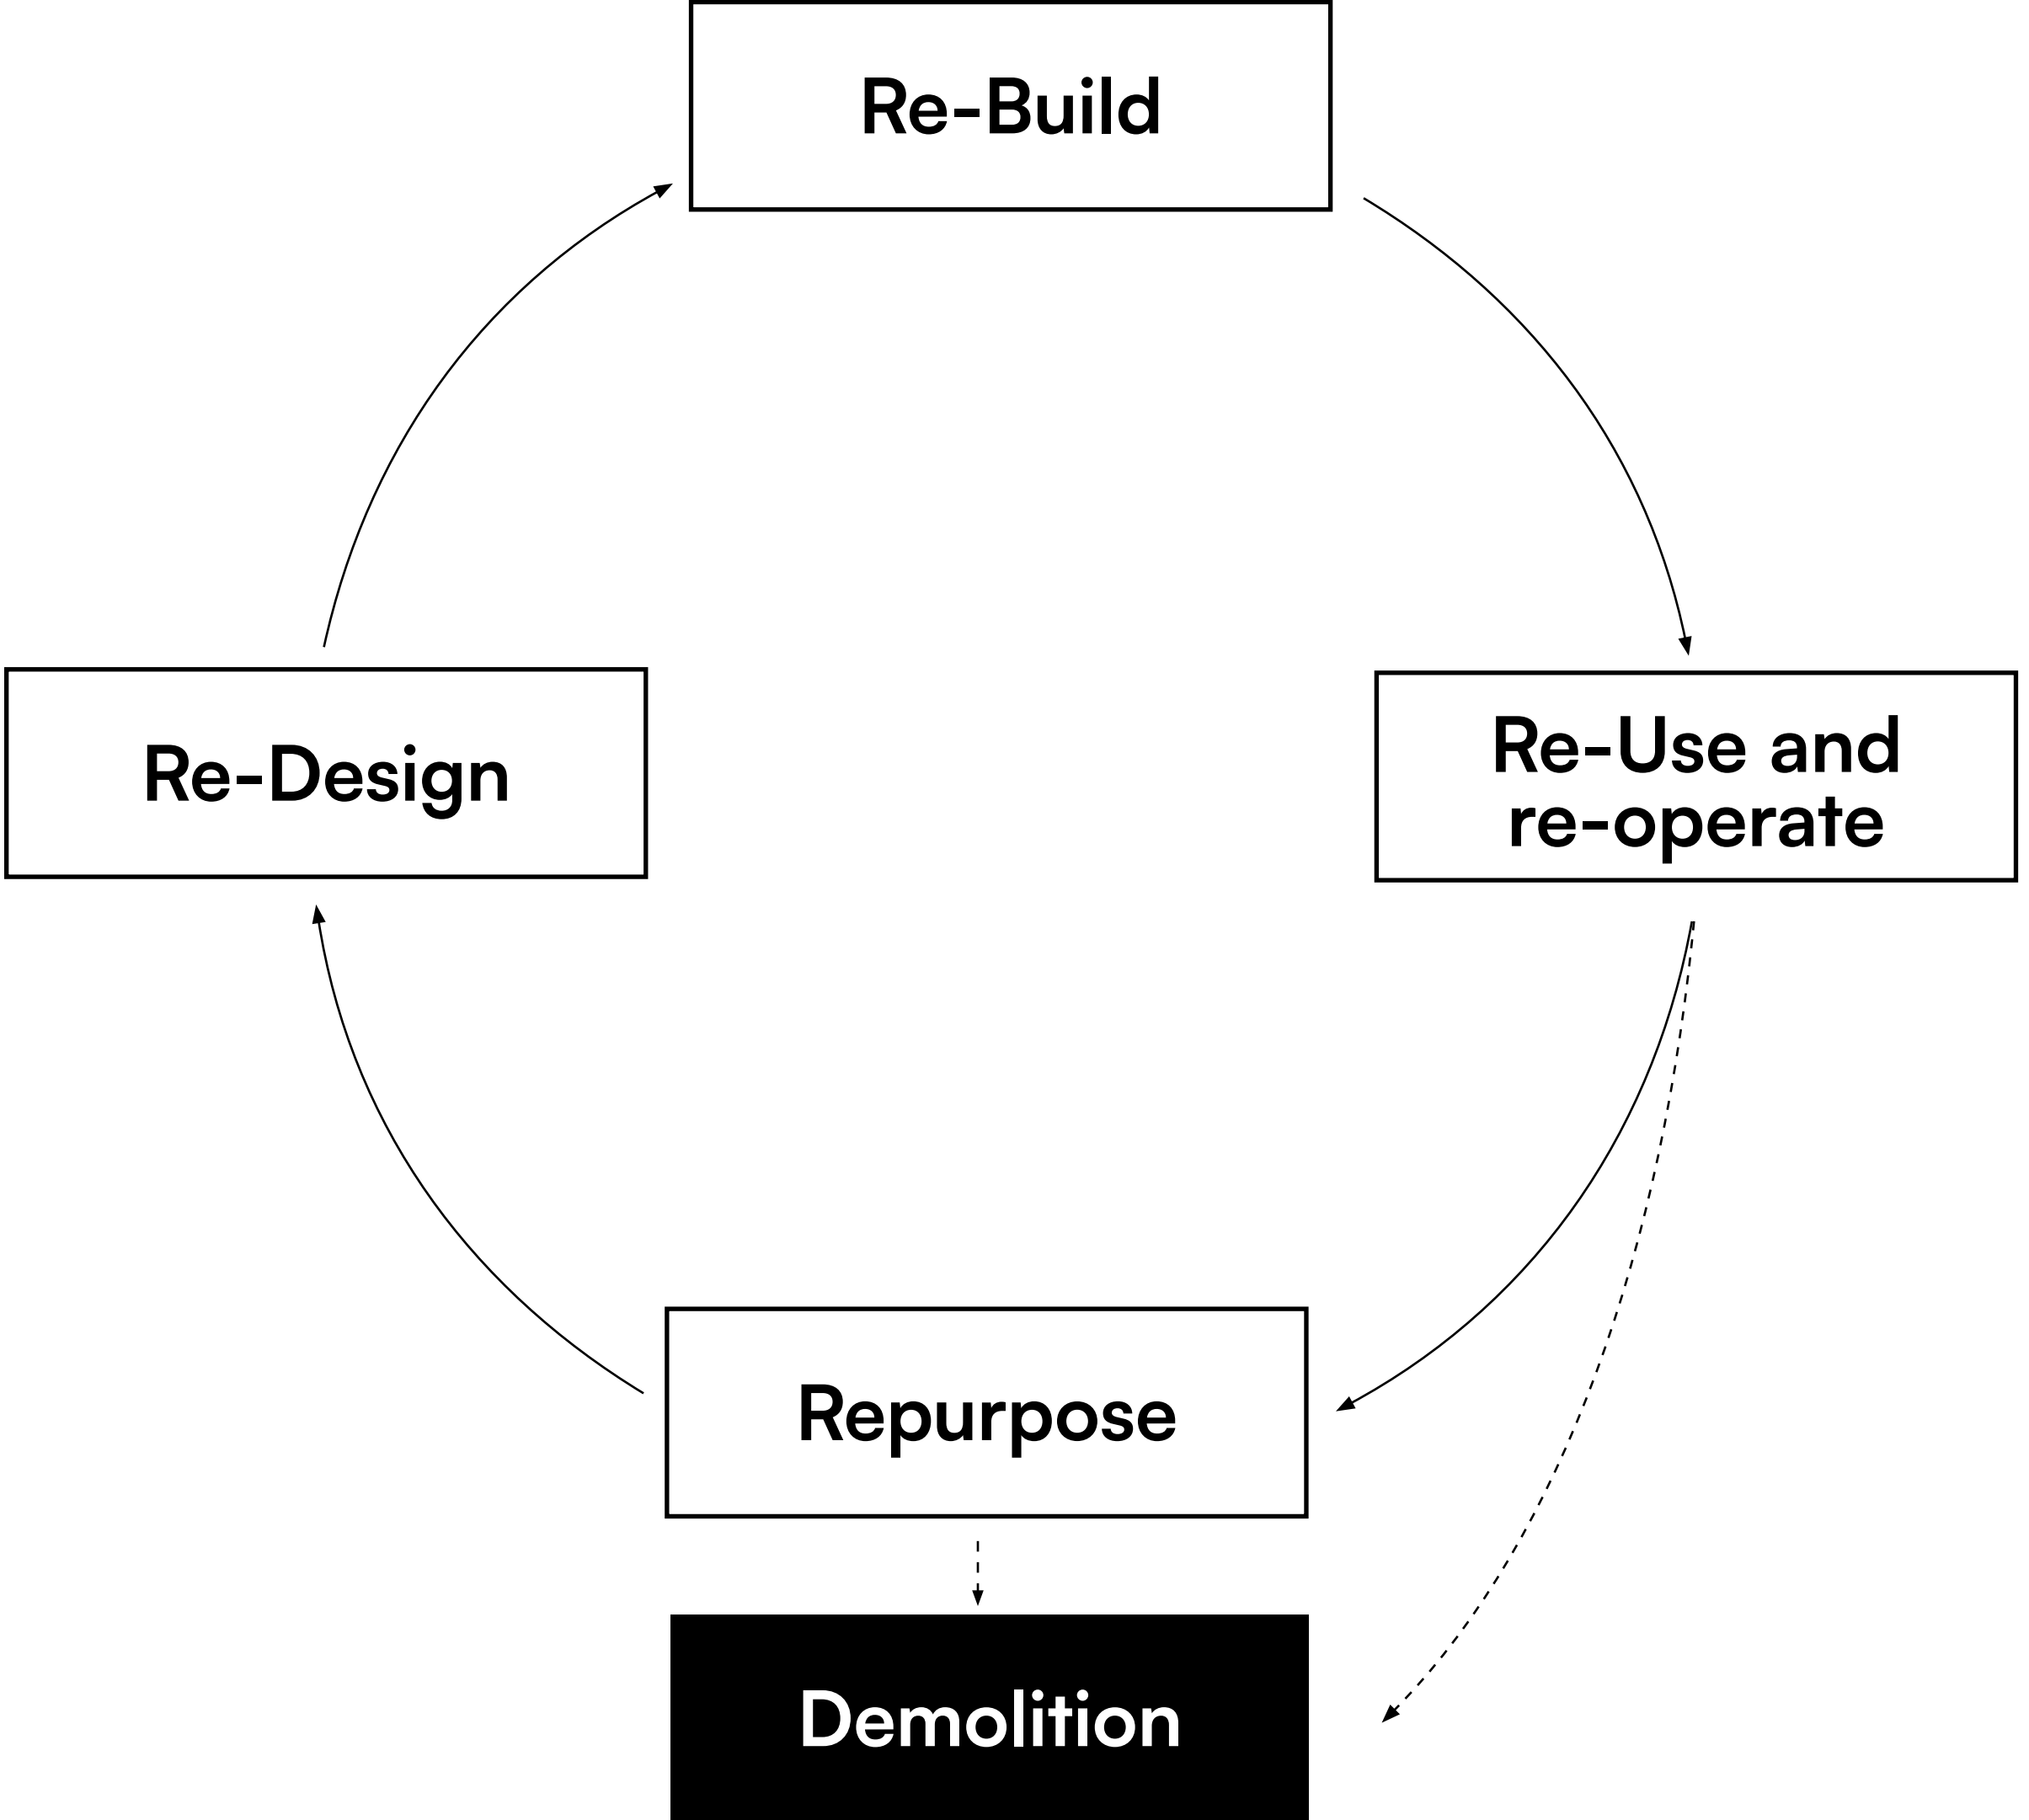 Re-Build
Re-Design
Re-Use and
re-operate
Repurpose
Demolition